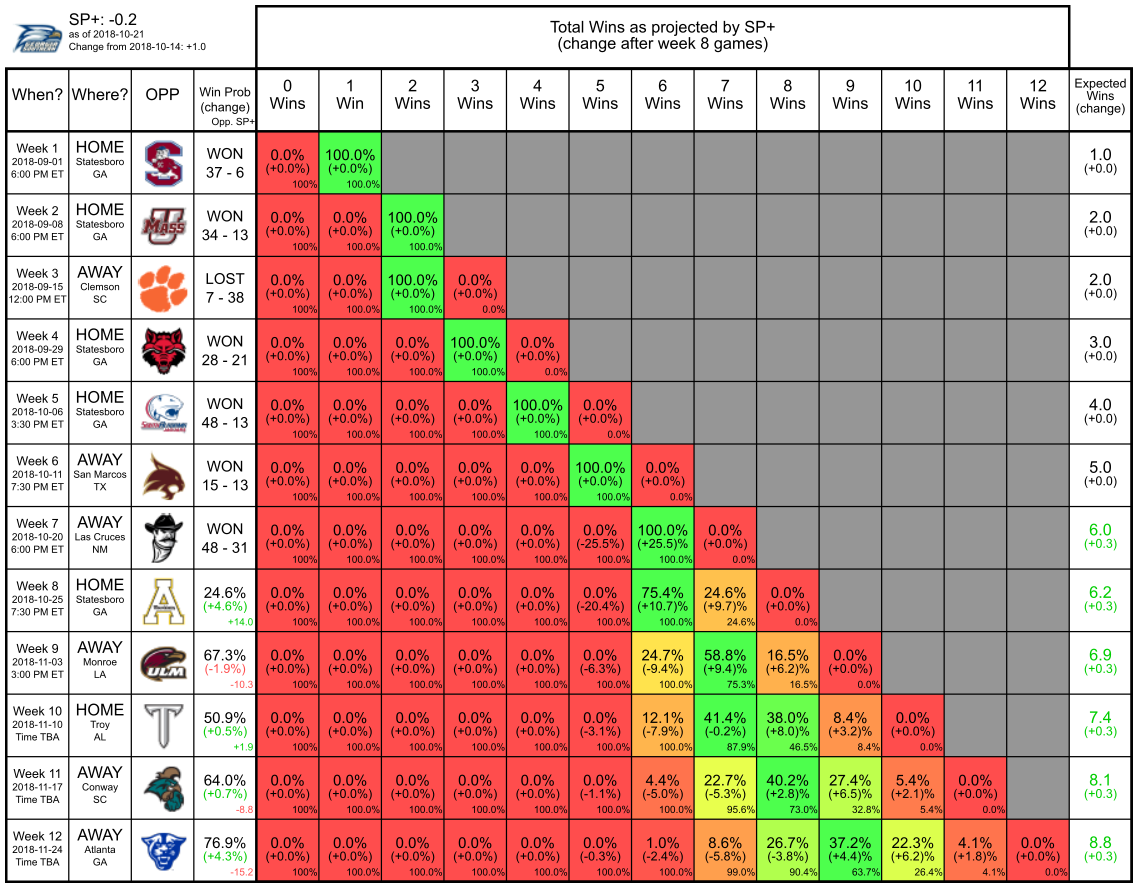 SP+: -0.2
as of 2018-10-21
Change from 2018-10-14: +1.0
Total Wins as projected by SP+
(change after week 8 games)
When?
Where?
OPP
Win Prob
(change)
Opp. SP+
0
Wins
1
Win
2
Wins
3
Wins
4
Wins
5
Wins
6
Wins
7
Wins
8
Wins
9
Wins
10
Wins
11
Wins
12
Wins
Expected
Wins
(change)
Week 1 HOME WON 0.0% 100.0% 1.0
2018-09-01 Statesboro 37 - 6 (+0.0%) (+0.0%) (+0.0)
6:00 PM ET GA 100% 100.0%
Week 2 HOME WON 0.0% 0.0% 100.0% 2.0
2018-09-08 Statesboro MASS 34 - 13 (+0.0%) (+0.0%) (+0.0%) (+0.0)
6:00 PM ET GA 100% 100.0% 100.0%
Week 3 AWAY LOST 0.0% 0.0% 100.0% 0.0% 2.0
2018-09-15 Clemson 7 - 38 (+0.0%) (+0.0%) (+0.0%) (+0.0%) (+0.0)
12:00 PM ET SC 100% 100.0% 100.0% 0.0%
Week 4 HOME WON 0.0% 0.0% 0.0% 100.0% 0.0% 3.0
2018-09-29 Statesboro 28 - 21 (+0.0%) (+0.0%) (+0.0%) (+0.0%) (+0.0%) (+0.0)
6:00 PM ET GA 100% 100.0% 100.0% 100.0% 0.0%
Week 5 HOME WON 0.0% 0.0% 0.0% 0.0% 100.0% 0.0% 4.0
2018-10-06 Statesboro 48 - 13 (+0.0%) (+0.0%) (+0.0%) (+0.0%) (+0.0%) (+0.0%) (+0.0)
3:30 PM ET GA 100% 100.0% 100.0% 100.0% 100.0% 0.0%
Week 6 AWAY WON 0.0% 0.0% 0.0% 0.0% 0.0% 100.0% 0.0% 5.0
2018-10-11 San Marcos 15 - 13 (+0.0%) (+0.0%) (+0.0%) (+0.0%) (+0.0%) (+0.0%) (+0.0%) (+0.0)
7:30 PM ET TX 100% 100.0% 100.0% 100.0% 100.0% 100.0% 0.0%
Week 7 AWAY WON 0.0% 0.0% 0.0% 0.0% 0.0% 0.0% 100.0% 0.0% 6.0
2018-10-20 Las Cruces 48 - 31 (+0.0%) (+0.0%) (+0.0%) (+0.0%) (+0.0%) (-25.5%) (+25.5)% (+0.0%) (+0.3)
6:00 PM ET NM 100% 100.0% 100.0% 100.0% 100.0% 100.0% 100.0% 0.0%
Week 8 HOME 24.6% 0.0% 0.0% 0.0% 0.0% 0.0% 0.0% 75.4% 24.6% 0.0% 6.2
2018-10-25 Statesboro (+4.6%) (+0.0%) (+0.0%) (+0.0%) (+0.0%) (+0.0%) (-20.4%) (+10.7)% (+9.7)% (+0.0%) (+0.3)
7:30 PM ET GA +14.0 100% 100.0% 100.0% 100.0% 100.0% 100.0% 100.0% 24.6% 0.0%
Week 9 AWAY 67.3% 0.0% 0.0% 0.0% 0.0% 0.0% 0.0% 24.7% 58.8% 16.5% 0.0% 6.9
2018-11-03 Monroe ULM (-1.9%) (+0.0%) (+0.0%) (+0.0%) (+0.0%) (+0.0%) (-6.3%) (-9.4%) (+9.4)% (+6.2)% (+0.0%) (+0.3)
3:00 PM ET LA -10.3 100% 100.0% 100.0% 100.0% 100.0% 100.0% 100.0% 75.3% 16.5% 0.0%
Week 10 HOME 50.9% 0.0% 0.0% 0.0% 0.0% 0.0% 0.0% 12.1% 41.4% 38.0% 8.4% 0.0% 7.4
2018-11-10 Troy (+0.5%) (+0.0%) (+0.0%) (+0.0%) (+0.0%) (+0.0%) (-3.1%) (-7.9%) (-0.2%) (+8.0)% (+3.2)% (+0.0%) (+0.3)
Time TBA AL +1.9 100% 100.0% 100.0% 100.0% 100.0% 100.0% 100.0% 87.9% 46.5% 8.4% 0.0%
Week 11 AWAY 64.0% 0.0% 0.0% 0.0% 0.0% 0.0% 0.0% 4.4% 22.7% 40.2% 27.4% 5.4% 0.0% 8.1
2018-11-17 Conway (+0.7%) (+0.0%) (+0.0%) (+0.0%) (+0.0%) (+0.0%) (-1.1%) (-5.0%) (-5.3%) (+2.8)% (+6.5)% (+2.1)% (+0.0%) (+0.3)
Time TBA SC -8.8 100% 100.0% 100.0% 100.0% 100.0% 100.0% 100.0% 95.6% 73.0% 32.8% 5.4% 0.0%
Week 12 AWAY 76.9% 0.0% 0.0% 0.0% 0.0% 0.0% 0.0% 1.0% 8.6% 26.7% 37.2% 22.3% 4.1% 0.0% 8.8
2018-11-24 Atlanta (+4.3%) (+0.0%) (+0.0%) (+0.0%) (+0.0%) (+0.0%) (-0.3%) (-2.4%) (-5.8%) (-3.8%) (+4.4)% (+6.2)% (+1.8)% (+0.0%) (+0.3)
Time TBA GA -15.2 100% 100.0% 100.0% 100.0% 100.0% 100.0% 100.0% 99.0% 90.4% 63.7% 26.4% 4.1% 0.0%